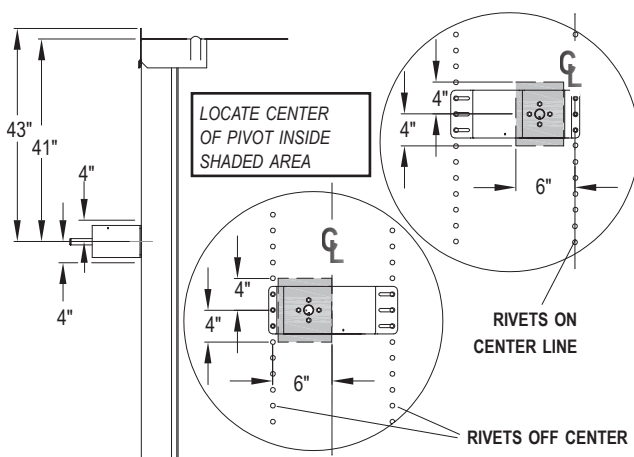 43"
41"
4"
4"
LOCATE CENTER
OF PIVOT INSIDE
SHADED AREA
CL
4"
4"
6"
RIVETS ON
CENTER LINE
CL
4"
4"
6"
RIVETS OFF CENTER